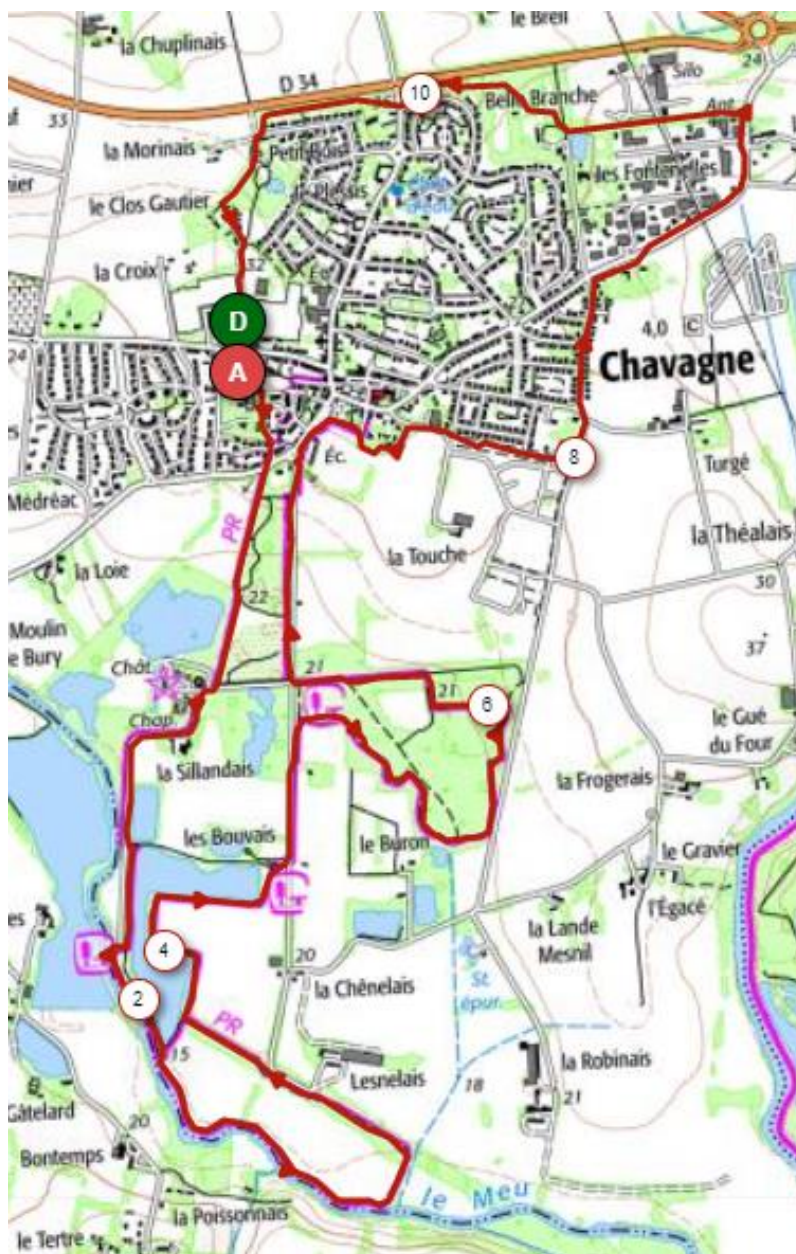 le Breil
la Chuplinais
24
D 34
Silo
10
Belle Branche
Ant.
33
la Morinais
Petit Bois
les Fontenelles
le Plessis
le Clos Gautier
la Croix
32
D
4,0 C
24
A
Chavagne
8
Éc.
Turgé
Médréac
PR
la Touche
la Théalais
la Loie
22
30
Moulin
de Bury
37
Chât.
21
21
6
Chap.
le Gué
du Four
la Sillandais
la Frogerais
les Bouvais
le Buron
le Gravier
l'Égacé
la Lande
Mesnil
4
20
St.
épur.
2
la Chênelais
PR
15
la Robinais
Lesnelais
18
21
Gâtelard
20
Bontemps
le Meu
la Poissonnais
le Tertre